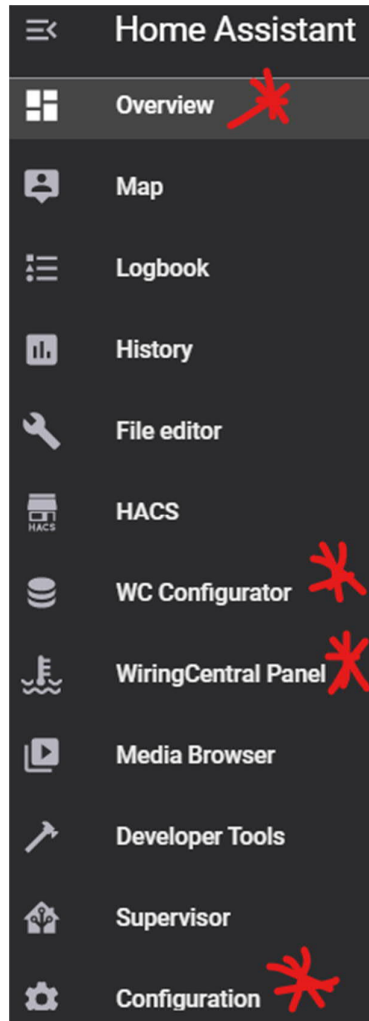 Home Assistant
Overview
Map
Logbook
History
File editor
HACS
HACS
WC Configurator
WiringCentral Panel
Media Browser
Developer Tools
Supervisor
Configuration